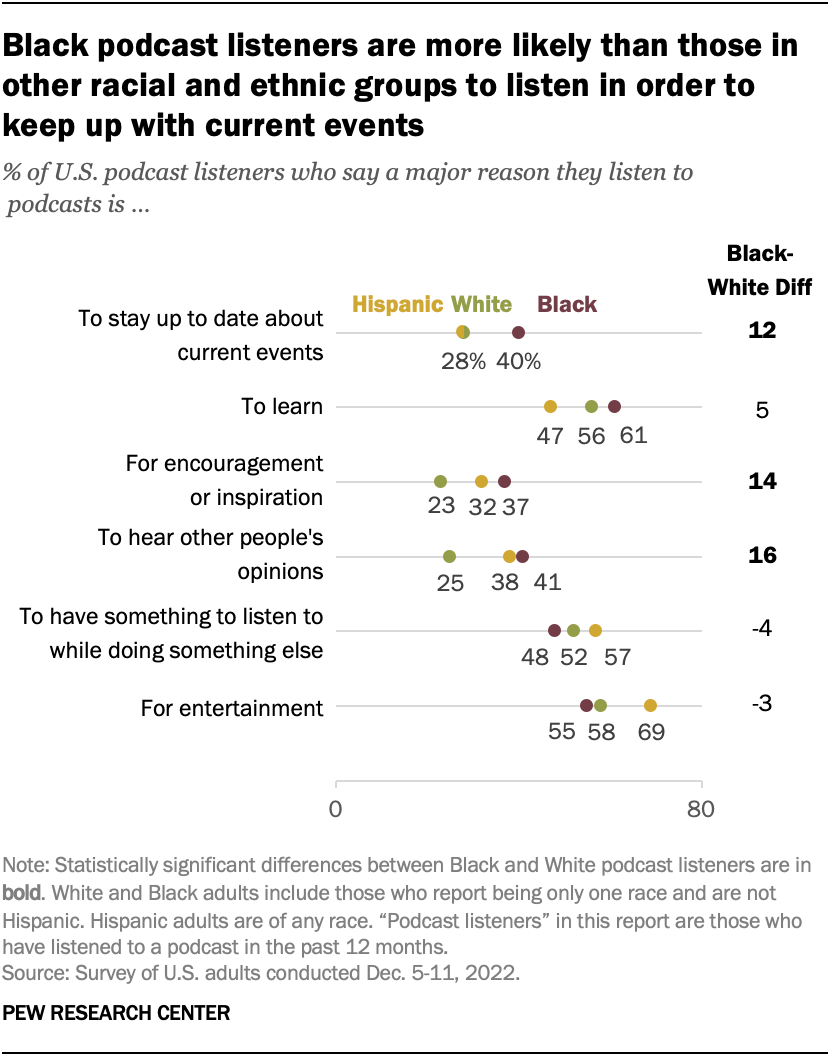 Black podcast listeners are more likely than those in
other racial and ethnic groups to listen in order to
keep up with current events
% of U.S. podcast listeners who say a major reason they listen to
podcasts is ...
Black-
White Diff
Hispanic White Black
To stay up to date about
current events
28% 40%
12
To learn
47 56 61
5
For encouragement
or inspiration
23 32 37
14
To hear other people's
opinions
25 38 41
16
To have something to listen to
while doing something else
48 52 57
-4
For entertainment
55 58 69
-3
0 80
Note: Statistically significant differences between Black and White podcast listeners are in
bold. White and Black adults include those who report being only one race and are not
Hispanic. Hispanic adults are of any race. “Podcast listeners” in this report are those who
have listened to a podcast in the past 12 months.
Source: Survey of U.S. adults conducted Dec. 5-11, 2022.
PEW RESEARCH CENTER